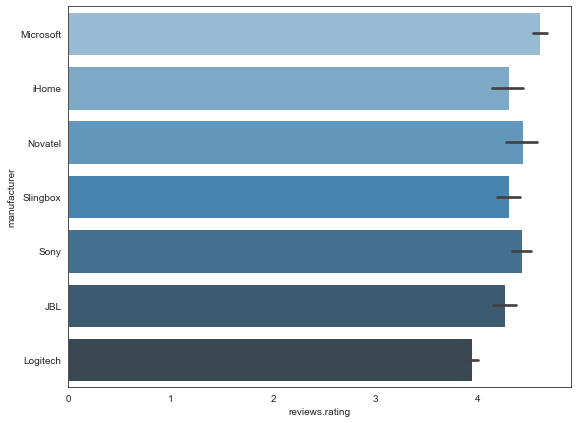 Microsoft
iHome
Novatel
Slingbox
Sony
JBL
Logitech
manufacturer
0 1 2 3 4
reviews.rating